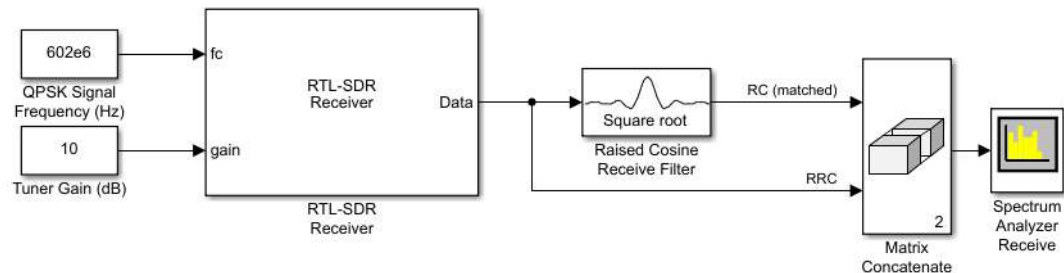 602e6
QPSK Signal
Frequency (Hz)
10
Tuner Gain (dB)
fc
gain
RTL-SDR
Receiver
Data
RTL-SDR
Receiver
Square root
Raised Cosine
Receive Filter
RC (matched)
RRC
2
Matrix
Concatenate
Spectrum
Analyzer
Receive